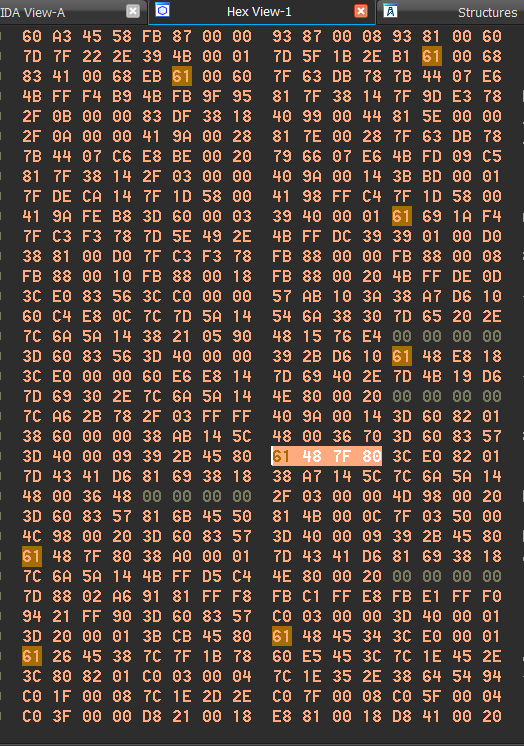 IDA View-A Hex View-1 Structures
60 A3 45 58 FB 87 00 00 93 87 00 08 93 81 00 60
7D 7F 22 2E 39 4B 00 01 7D 5F 1B 2E B1 61 00 68
83 41 00 68 EB 61 00 60 7F 63 DB 78 7B 44 07 E6
4B FF F4 B9 4B FB 9F 95 81 7F 38 14 7F 9D E3 78
2F 0B 00 00 83 DF 38 18 40 99 00 44 81 5E 00 00
2F 0A 00 00 41 9A 00 28 81 7E 00 28 7F 63 DB 78
7B 44 07 C6 E8 BE 00 20 79 66 07 E6 4B FD 09 C5
81 7F 38 14 2F 03 00 00 40 9A 00 14 3B BD 00 01
7F DE CA 14 7F 1D 58 00 41 98 FF C4 7F 1D 58 00
41 9A FE B8 3D 60 00 03 39 40 00 01 61 69 1A F4
7F C3 F3 78 7D 5E 49 2E 4B FF DC 39 39 01 00 D0
38 81 00 D0 7F C3 F3 78 FB 88 00 00 FB 88 00 08
FB 88 00 10 FB 88 00 18 FB 88 00 20 4B FF DE 0D
3C E0 83 56 3C C0 00 00 57 AB 10 3A 38 A7 D6 10
60 C4 E8 0C 7C 7D 5A 14 54 6A 38 30 7D 65 20 2E
7C 6A 5A 14 38 21 05 90 48 15 76 E4 00 00 00 00
3D 60 83 56 3D 40 00 00 39 2B D6 10 61 48 E8 18
3C E0 00 00 60 E6 E8 14 7D 69 40 2E 7D 4B 19 D6
7D 69 30 2E 7C 6A 5A 14 4E 80 00 20 00 00 00 00
7C A6 2B 78 2F 03 FF FF 40 9A 00 14 3D 60 82 01
38 60 00 00 38 AB 14 5C 48 00 36 70 3D 60 83 57
3D 40 00 09 39 2B 45 80 61 48 7F 80 3C E0 82 01
7D 43 41 D6 81 69 38 18 38 A7 14 5C 7C 6A 5A 14
48 00 36 48 00 00 00 00 2F 03 00 00 4D 98 00 20
3D 60 83 57 81 6B 45 50 81 4B 00 0C 7F 03 50 00
4C 98 00 20 3D 60 83 57 3D 40 00 09 39 2B 45 80
61 48 7F 80 38 A0 00 01 7D 43 41 D6 81 69 38 18
7C 6A 5A 14 4B FF D5 C4 4E 80 00 20 00 00 00 00
7D 88 02 A6 91 81 FF F8 FB C1 FF E8 FB E1 FF F0
94 21 FF 90 3D 60 83 57 C0 03 00 00 3D 40 00 01
3D 20 00 01 3B CB 45 80 61 48 45 34 3C E0 00 01
61 26 45 38 7C 7F 1B 78 60 E5 45 3C 7C 1E 45 2E
3C 80 82 01 C0 03 00 04 7C 1E 35 2E 38 64 54 94
C0 1F 00 08 7C 1E 2D 2E C0 7F 00 08 C0 5F 00 04
C0 3F 00 00 D8 21 00 18 E8 81 00 18 D8 41 00 20